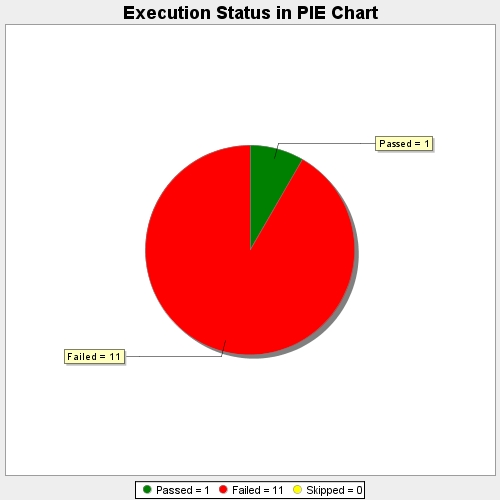 Execution Status in PIE Chart
Passed = 1
Failed = 11
Passed = 1 Failed = 11 Skipped = 0